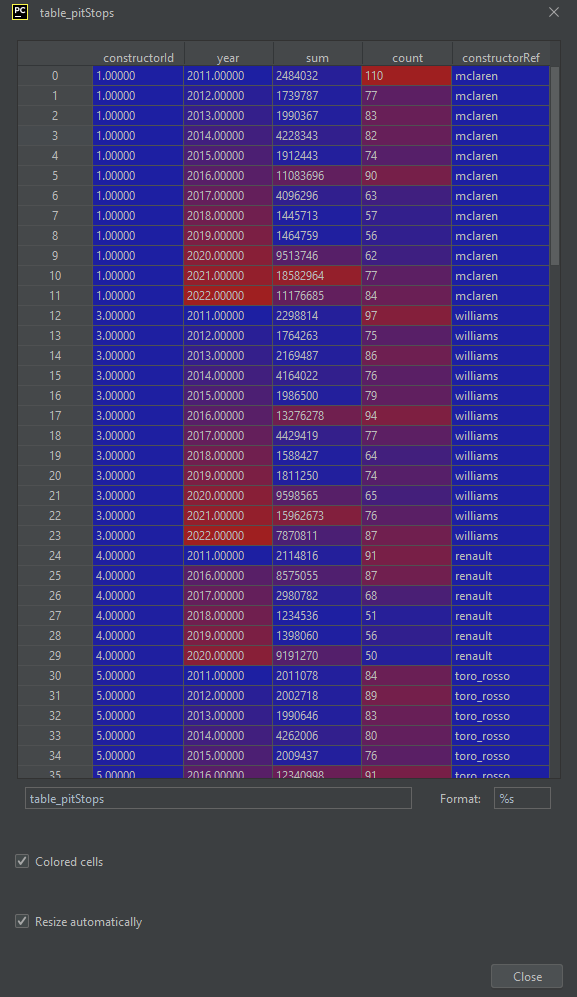 PC table_pitStops
constructorId year sum count constructorRef
0 1.00000 2011.00000 2484032 110 mclaren
1 1.00000 2012.00000 1739787 77 mclaren
2 1.00000 2013.00000 1990367 83 mclaren
3 1.00000 2014.00000 4228343 82 mclaren
4 1.00000 2015.00000 1912443 74 mclaren
5 1.00000 2016.00000 11083696 90 mclaren
6 1.00000 2017.00000 4096296 63 mclaren
7 1.00000 2018.00000 1445713 57 mclaren
8 1.00000 2019.00000 1464759 56 mclaren
9 1.00000 2020.00000 9513746 62 mclaren
10 1.00000 2021.00000 18582964 77 mclaren
11 1.00000 2022.00000 11176685 84 mclaren
12 3.00000 2011.00000 2298814 97 williams
13 3.00000 2012.00000 1764263 75 williams
14 3.00000 2013.00000 2169487 86 williams
15 3.00000 2014.00000 4164022 76 williams
16 3.00000 2015.00000 1986500 79 williams
17 3.00000 2016.00000 13276278 94 williams
18 3.00000 2017.00000 4429419 77 williams
19 3.00000 2018.00000 1588427 64 williams
20 3.00000 2019.00000 1811250 74 williams
21 3.00000 2020.00000 9598565 65 williams
22 3.00000 2021.00000 15962673 76 williams
23 3.00000 2022.00000 7870811 87 williams
24 4.00000 2011.00000 2114816 91 renault
25 4.00000 2016.00000 8575055 87 renault
26 4.00000 2017.00000 2980782 68 renault
27 4.00000 2018.00000 1234536 51 renault
28 4.00000 2019.00000 1398060 56 renault
29 4.00000 2020.00000 9191270 50 renault
30 5.00000 2011.00000 2011078 84 toro_rosso
31 5.00000 2012.00000 2002718 89 toro_rosso
32 5.00000 2013.00000 1990646 83 toro_rosso
33 5.00000 2014.00000 4262006 80 toro_rosso
34 5.00000 2015.00000 2009437 76 toro_rosso
35 5.00000 2016.00000 12340998 91 toro_rosso
table_pitStops Format: %s
Colored cells
Resize automatically
Close